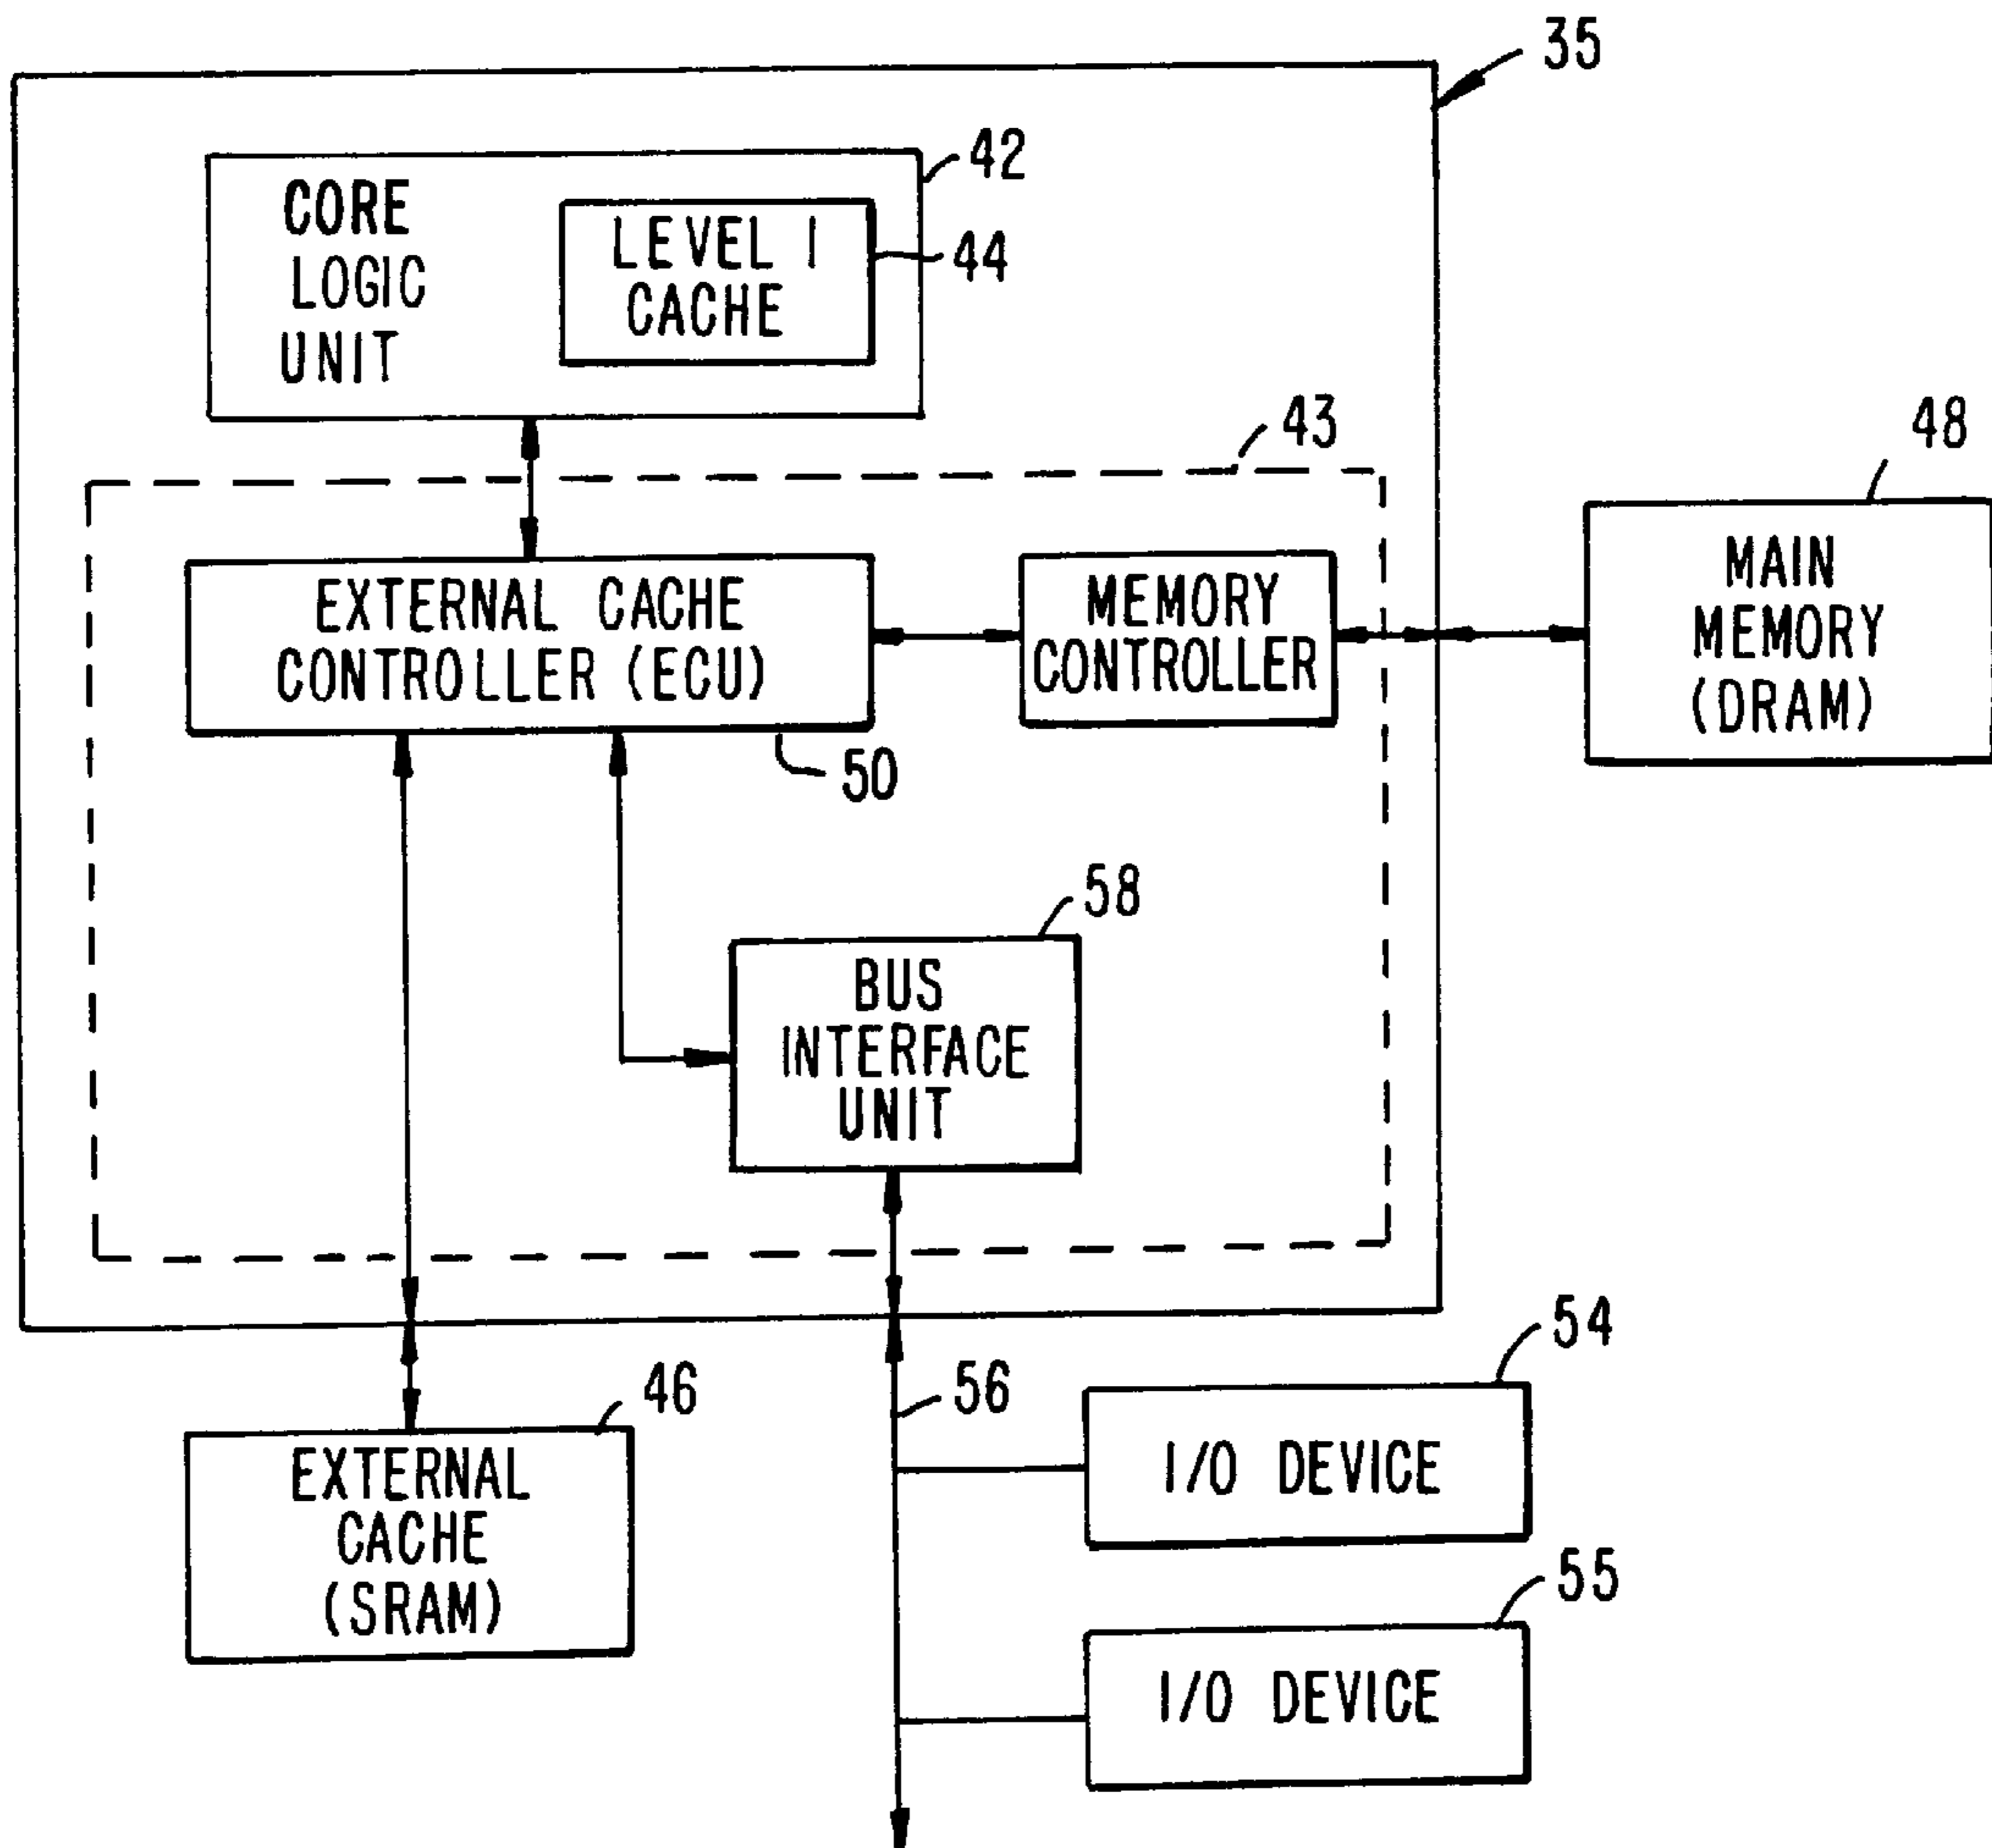 35
42
CORE
LOGIC
UNIT
LEVEL 1
CACHE
44
43
48
EXTERNAL CACHE
CONTROLLER (ECU)
MEMORY
CONTROLLER
MAIN
MEMORY
(DRAM)
50
58
BUS
INTERFACE
UNIT
54
46
56
EXTERNAL
CACHE
(SRAM)
I/O DEVICE
55
I/O DEVICE